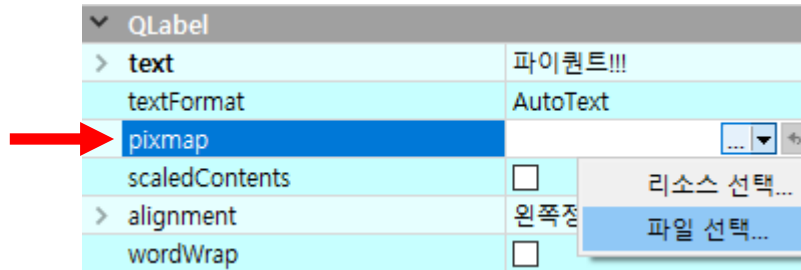 QLabel
text 파이퀀트!!!
textFormat AutoText
pixmap ...
scaledContents 리소스 선택...
alignment 왼쪽정
파일 선택...
wordWrap